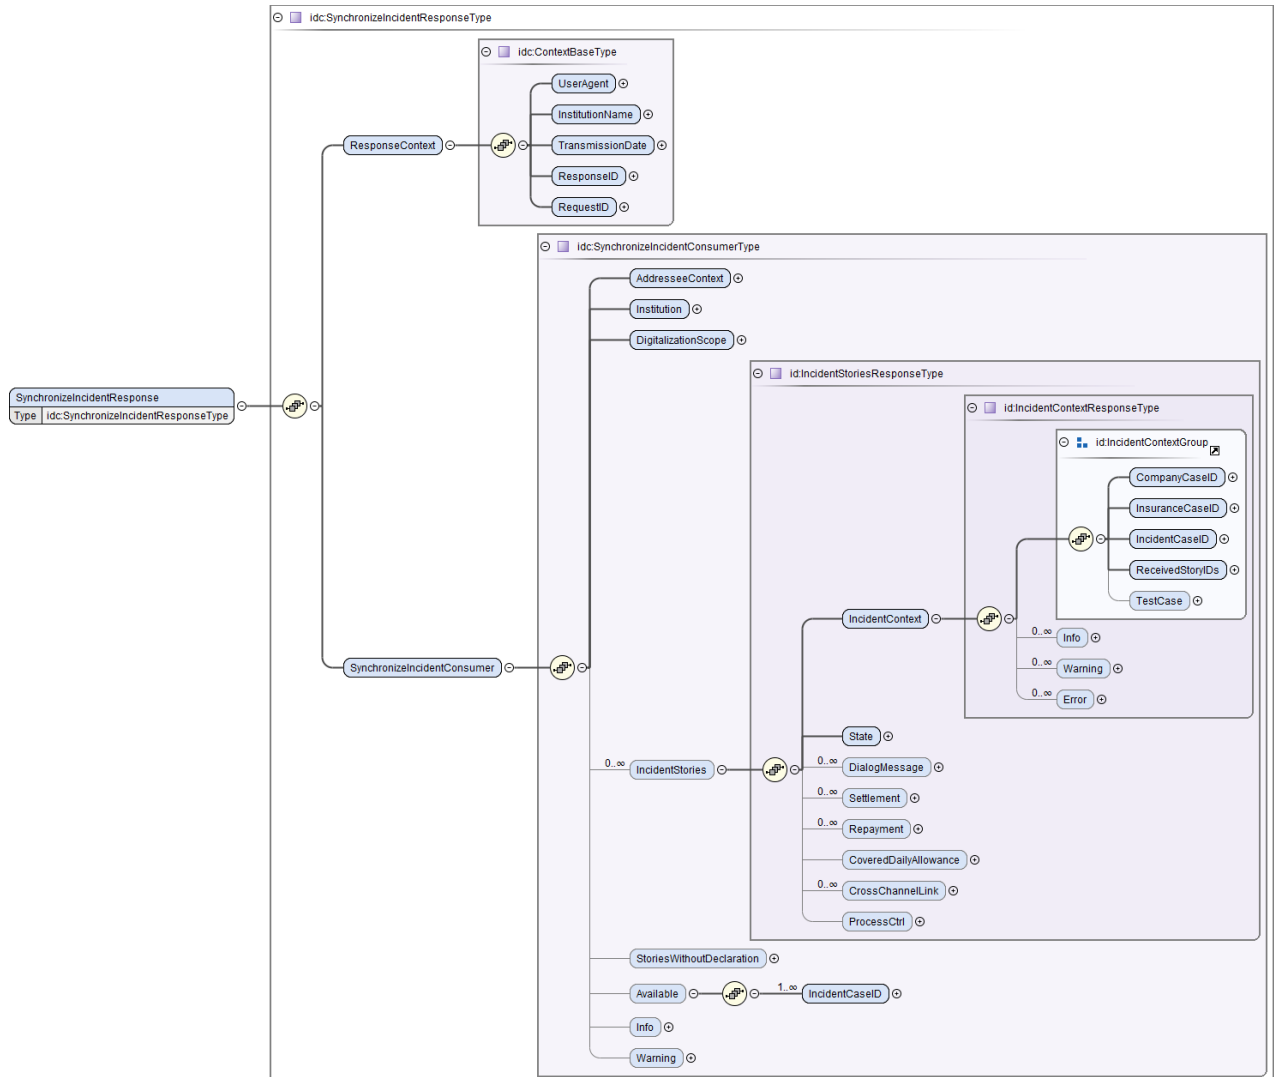 idc:SynchronizeIncidentResponseType
idc:ContextBaseType
UserAgent
InstitutionName
ResponseContext
TransmissionDate
ResponseID
RequestID
idc:SynchronizeIncidentConsumerType
AddresseeContext
Institution
DigitalizationScope
id:IncidentStoriesResponseType
SynchronizeIncidentResponse
Type idc:SynchronizeIncidentResponseType
id:IncidentContextResponseType
id:IncidentContextGroup
CompanyCaseID
InsuranceCaseID
IncidentCaseID
ReceivedStoryIDs
TestCase
IncidentContext
0..∞ Info
0..∞ Warning
0..∞ Error
SynchronizeIncidentConsumer
State
0..∞ IncidentStories
0..∞ DialogMessage
0..∞ Settlement
0..∞ Repayment
CoveredDailyAllowance
0..∞ CrossChannelLink
ProcessCtrl
StoriesWithoutDeclaration
Available 1..∞ IncidentCaseID
Info
Warning